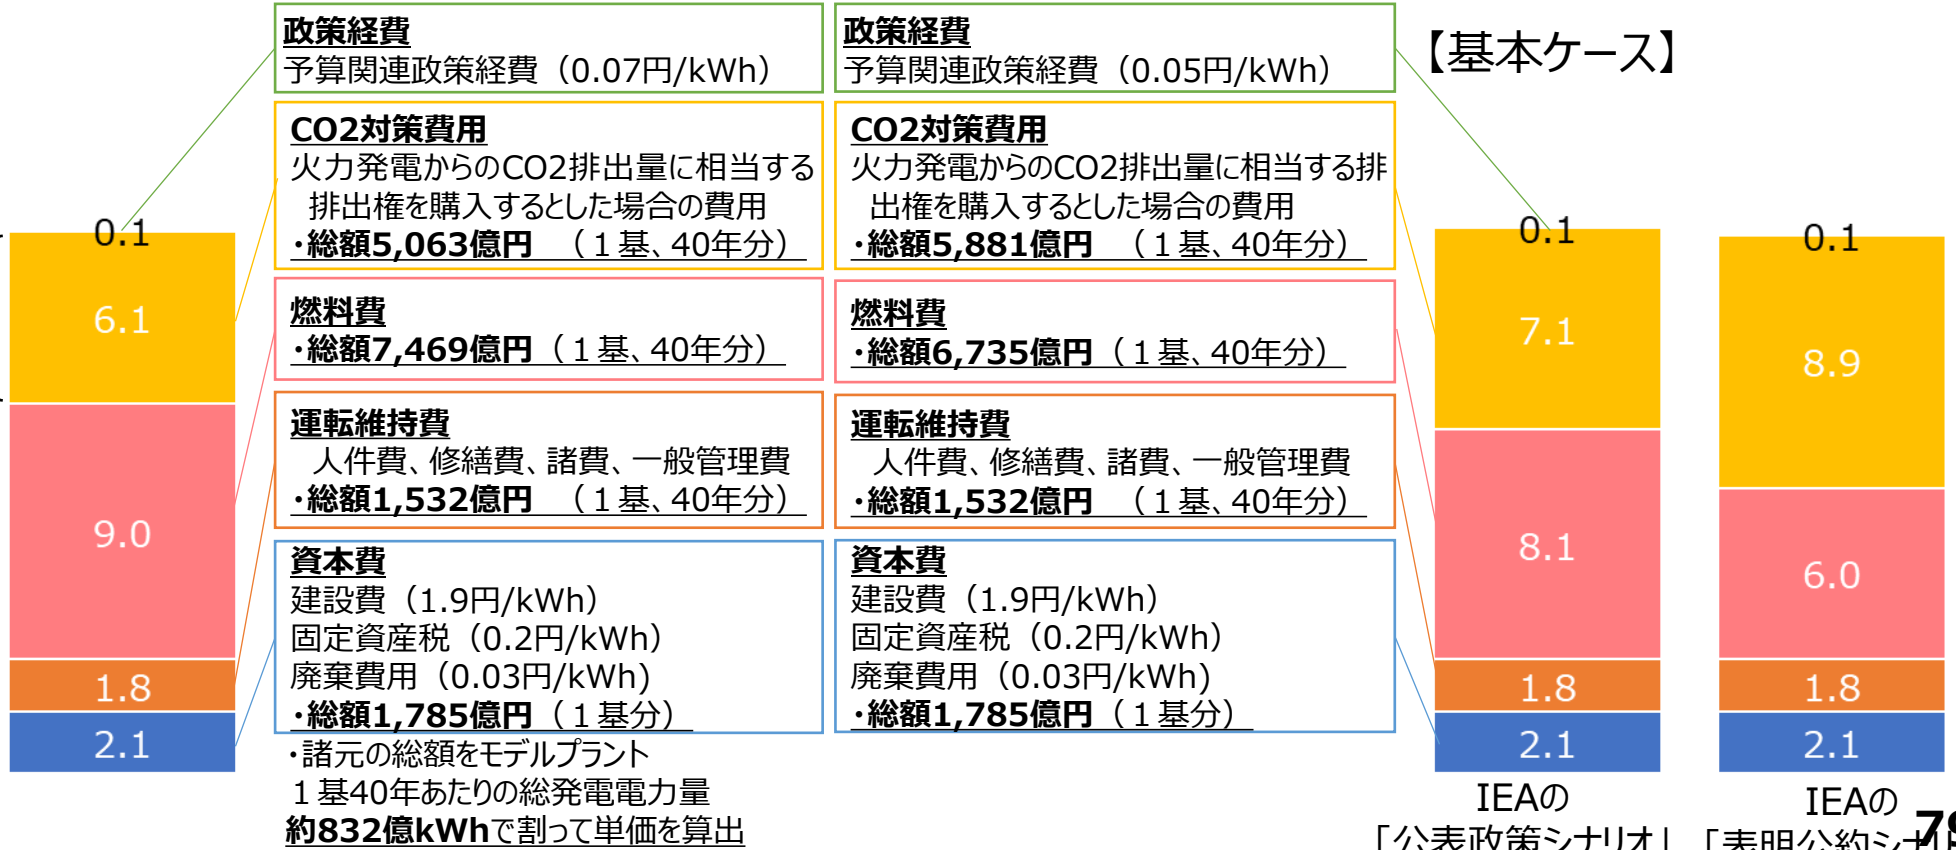 政策経費
予算関連政策経費（0.07円/kWh）
CO2対策費用
火力発電からのCO2排出量に相当する
排出権を購入するとした場合の費用
・総額5,063億円　（１基、40年分）
燃料費
・総額7,469億円（１基、40年分）
運転維持費
人件費、修繕費、諸費、一般管理費
・総額1,532億円　（１基、40年分）
資本費
建設費（1.9円/kWh）
固定資産税（0.2円/kWh）
廃棄費用（0.03円/kWh）
・総額1,785億円（１基分）
・諸元の総額をモデルプラント
１基40年あたりの総発電電力量
約832億kWhで割って単価を算出
0.1
6.1
9.0
1.8
2.1
政策経費
予算関連政策経費（0.05円/kWh）
CO2対策費用
火力発電からのCO2排出量に相当する排
出権を購入するとした場合の費用
・総額5,881億円　（１基、40年分）
燃料費
・総額6,735億円（１基、40年分）
運転維持費
人件費、修繕費、諸費、一般管理費
・総額1,532億円　（１基、40年分）
資本費
建設費（1.9円/kWh）
固定資産税（0.2円/kWh）
廃棄費用（0.03円/kWh）
・総額1,785億円（１基分）
【基本ケース】
0.1
7.1
8.1
1.8
2.1
IEAの
「公表政策シナリオ」
0.1
8.9
6.0
1.8
2.1
IEAの
「表明公約シナリ